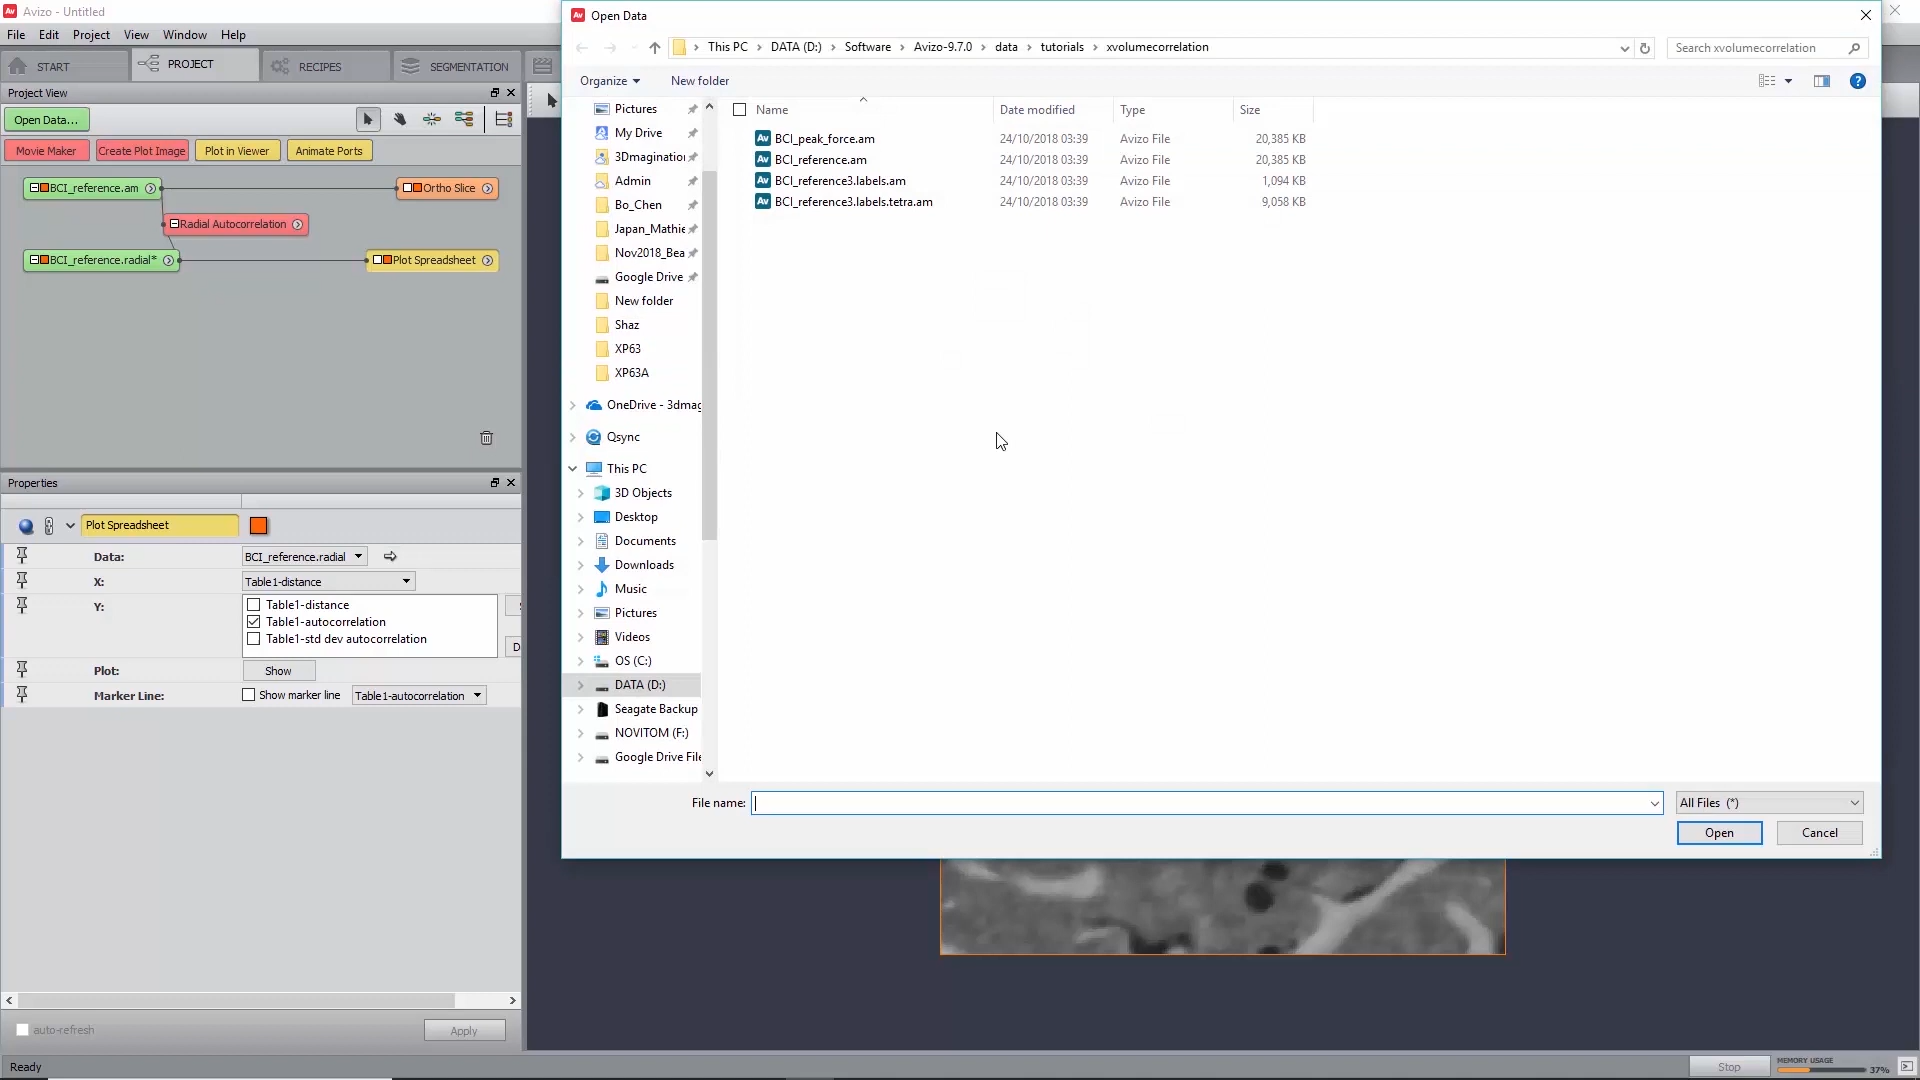 Avizo - Untitled
File Edit Project View Window Help
START PROJECT RECIPES SEGMENTATION
Project View
Open Data...
Movie Maker Create Plot Image Plot in Viewer Animate Ports
BCI_reference.am Ortho Slice
Radial Autocorrelation
BCI_reference.radial* Plot Spreadsheet
Properties
Plot Spreadsheet
Data: BCI_reference.radial
X: Table1-distance
Y: Table1-distance
Table1-autocorrelation
Table1-std dev autocorrelation
D
Plot: Show
Marker Line: Show marker line Table1-autocorrelation
auto-refresh Apply
Ready
Av Open Data
This PC > DATA (D:) > Software > Avizo-9.7.0 > data > tutorials > xvolumecorrelation
Search xvolumecorrelation
Organize New folder
Pictures
My Drive
3Dmagination
Admin
Bo_Chen
Japan_Mathie
Nov2018_Bea
Google Drive
New folder
Shaz
XP63
XP63A
OneDrive - 3dmag
Qsync
This PC
3D Objects
Desktop
Documents
Downloads
Music
Pictures
Videos
OS (C:)
DATA (D:)
Seagate Backup
NOVITOM (F:)
Google Drive File
Name Date modified Type Size
BCI_peak_force.am 24/10/2018 03:39 Avizo File 20,385 KB
BCI_reference.am 24/10/2018 03:39 Avizo File 20,385 KB
BCI_reference3.labels.am 24/10/2018 03:39 Avizo File 1,094 KB
BCI_reference3.labels.tetra.am 24/10/2018 03:39 Avizo File 9,058 KB
File name: All Files (*)
Open Cancel
Stop MEMORY USAGE 37%